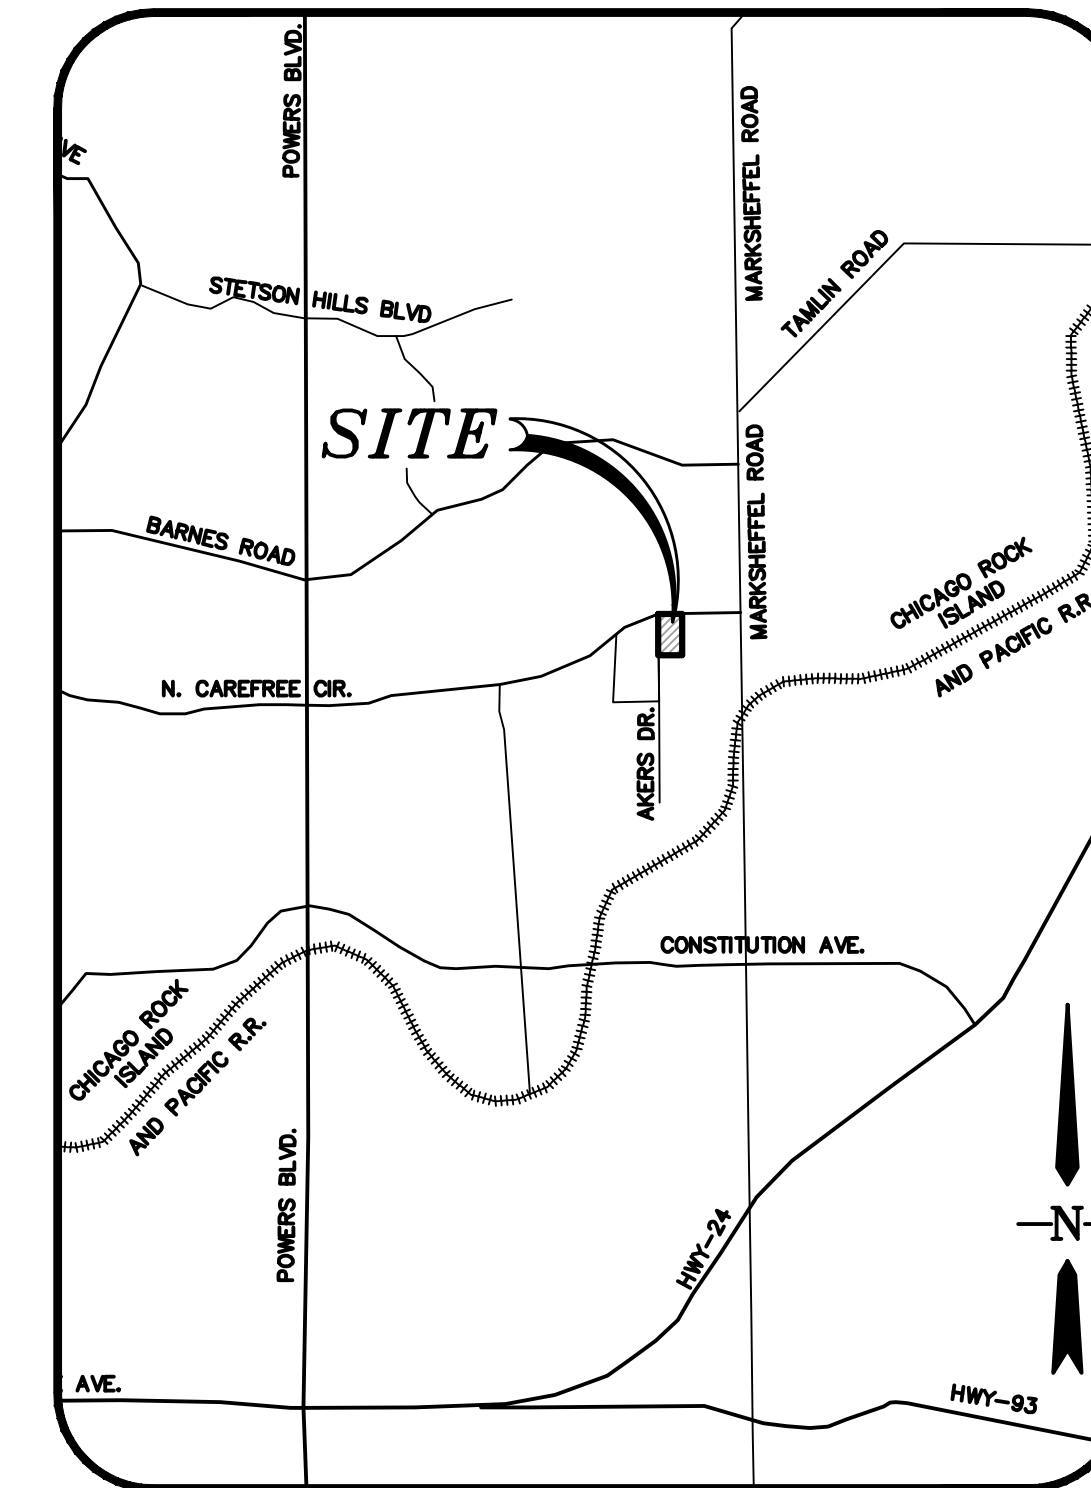 POWERS BLVD.
MARKSHEFFEL ROAD
VE
TAMLIN ROAD
STETSON HILLS BLVD
SITE
MARKSHEFFEL ROAD
BARNES ROAD
CHICAGO ROCK
ISLAND
AND PACIFIC R.R
N. CAREFREE CIR.
AKERS DR.
CONSTITUTION AVE.
CHICAGO ROCK
ISLAND
AND PACIFIC R.R.
POWERS BLVD.
HWY-24
N
AVE.
HWY-93